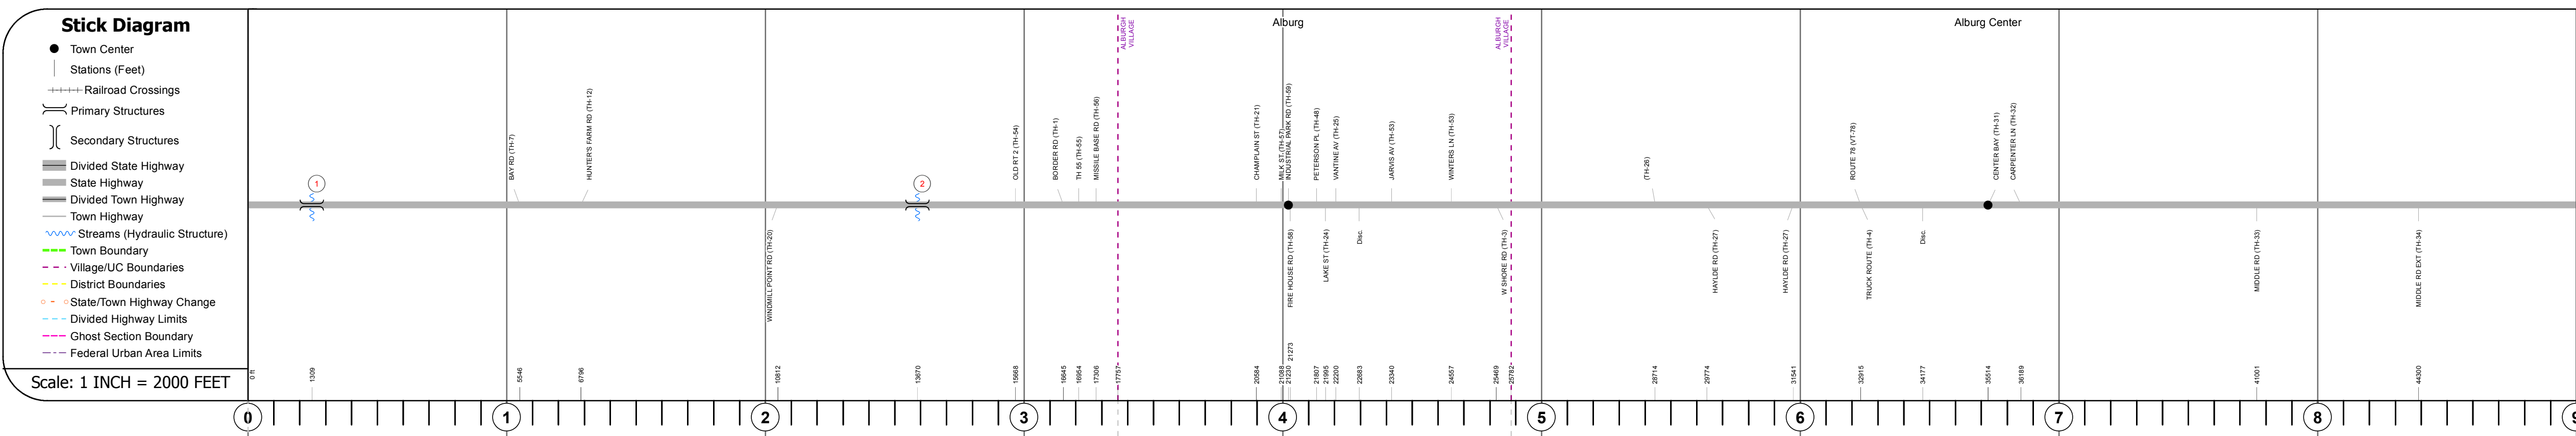 Stick Diagram
Town Center
Stations (Feet)
Railroad Crossings
Primary Structures
Secondary Structures
Divided State Highway
State Highway
Divided Town Highway
Town Highway
Streams (Hydraulic Structure)
Town Boundary
Village/UC Boundaries
District Boundaries
State/Town Highway Change
Divided Highway Limits
Ghost Section Boundary
Federal Urban Area Limits
Scale: 1 INCH = 2000 FEET
ALBURGH
VILLAGE
Alburg
ALBURGH
VILLAGE
Alburg Center
1
BAY RD (TH-7)
HUNTER'S FARM RD (TH-12)
2
OLD RT 2 (TH-54)
BORDER RD (TH-1)
TH 55 (TH-55)
MISSILE BASE RD (TH-56)
CHAMPLAIN ST (TH-21)
MILK ST (TH-57)
INDUSTRIAL PARK RD (TH-59)
PETERSON PL (TH-48)
VANTINE AV (TH-25)
JARVIS AV (TH-53)
WINTERS LN (TH-53)
(TH-26)
ROUTE 78 (VT-78)
CENTER BAY (TH-31)
CARPENTER LN (TH-32)
WINDMILL POINT RD (TH-20)
FIRE HOUSE RD (TH-58)
LAKE ST (TH-24)
Disc.
W SHORE RD (TH-3)
HAYLDE RD (TH-27)
HAYLDE RD (TH-27)
TRUCK ROUTE (TH-4)
Disc.
MIDDLE RD (TH-33)
MIDDLE RD EXT (TH-34)
0 ft
1309
5546
6796
10812
13670
15668
16645
16954
17306
17757
20584
21088
21230
21273
21807
21995
22200
22683
23340
24557
25469
25782
28714
29774
31541
32915
34177
35514
36189
41001
44300
0
1
2
3
4
5
6
7
8
9